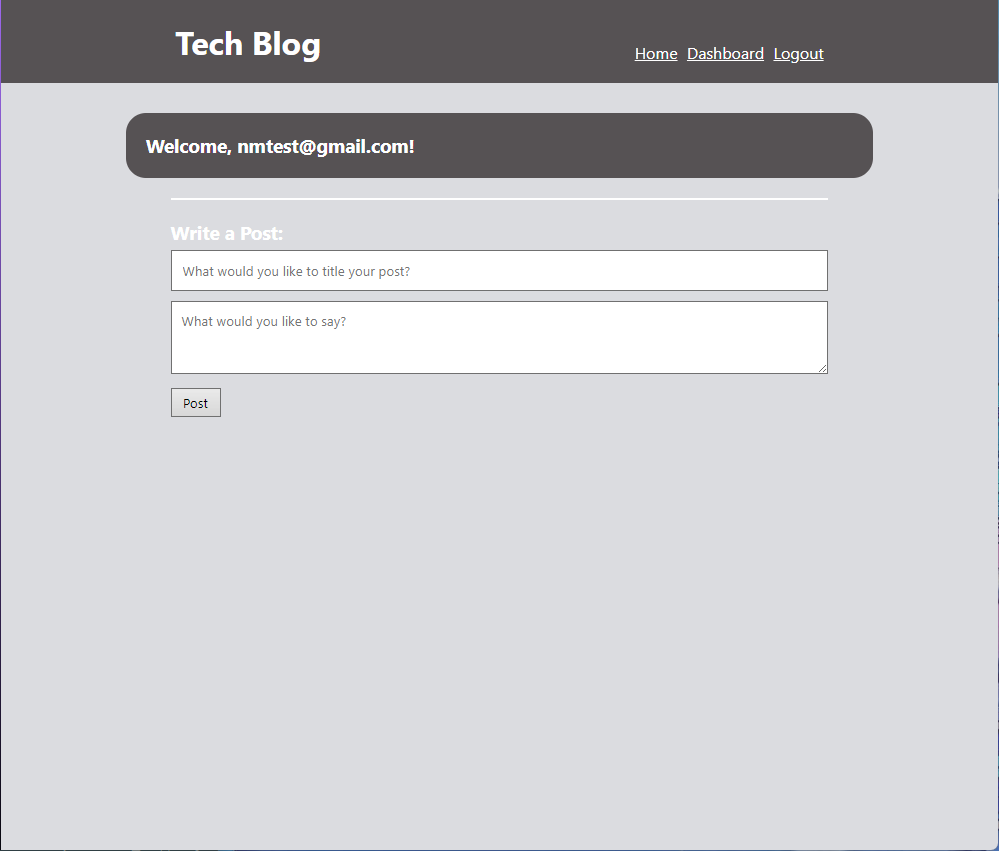 Tech Blog
Home Dashboard Logout
Welcome, nmtest@gmail.com!
Write a Post:
What would you like to title your post?
What would you like to say?
Post